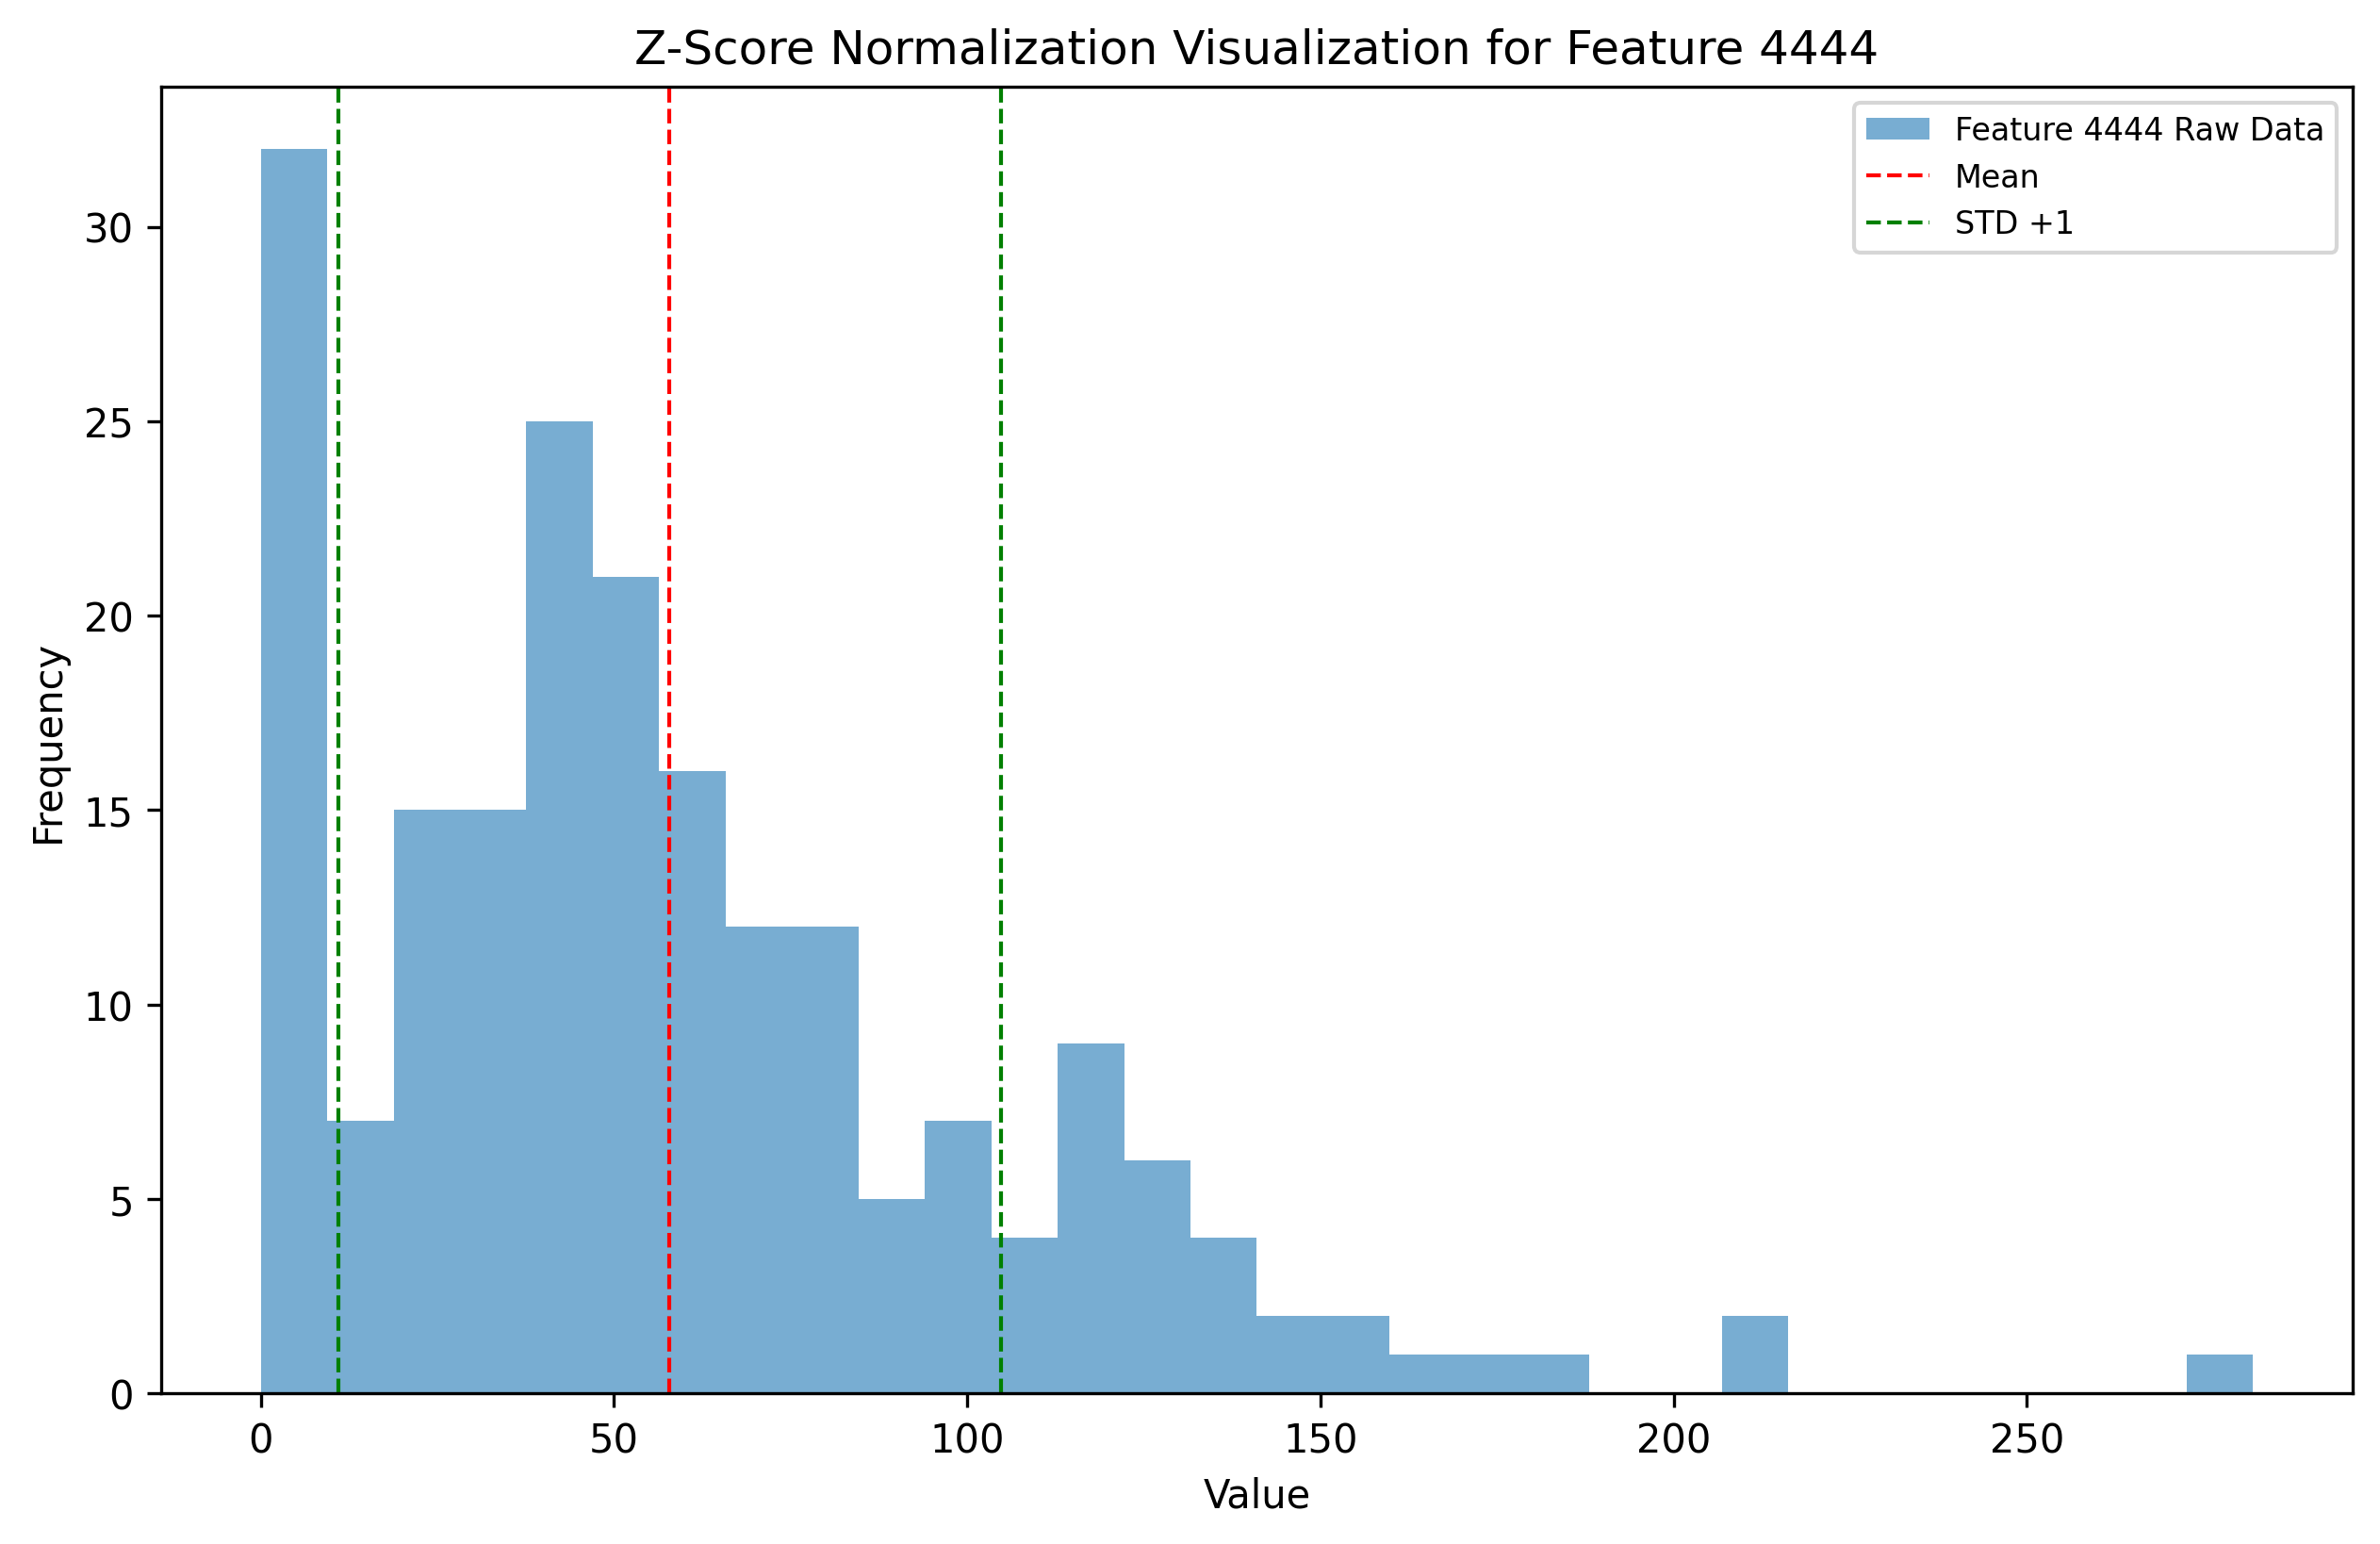 Z-Score Normalization Visualization for Feature 4444
Feature 4444 Raw Data
Mean
STD +1
Frequency
30
25
20
15
10
5
0
0 50 100 150 200 250
Value